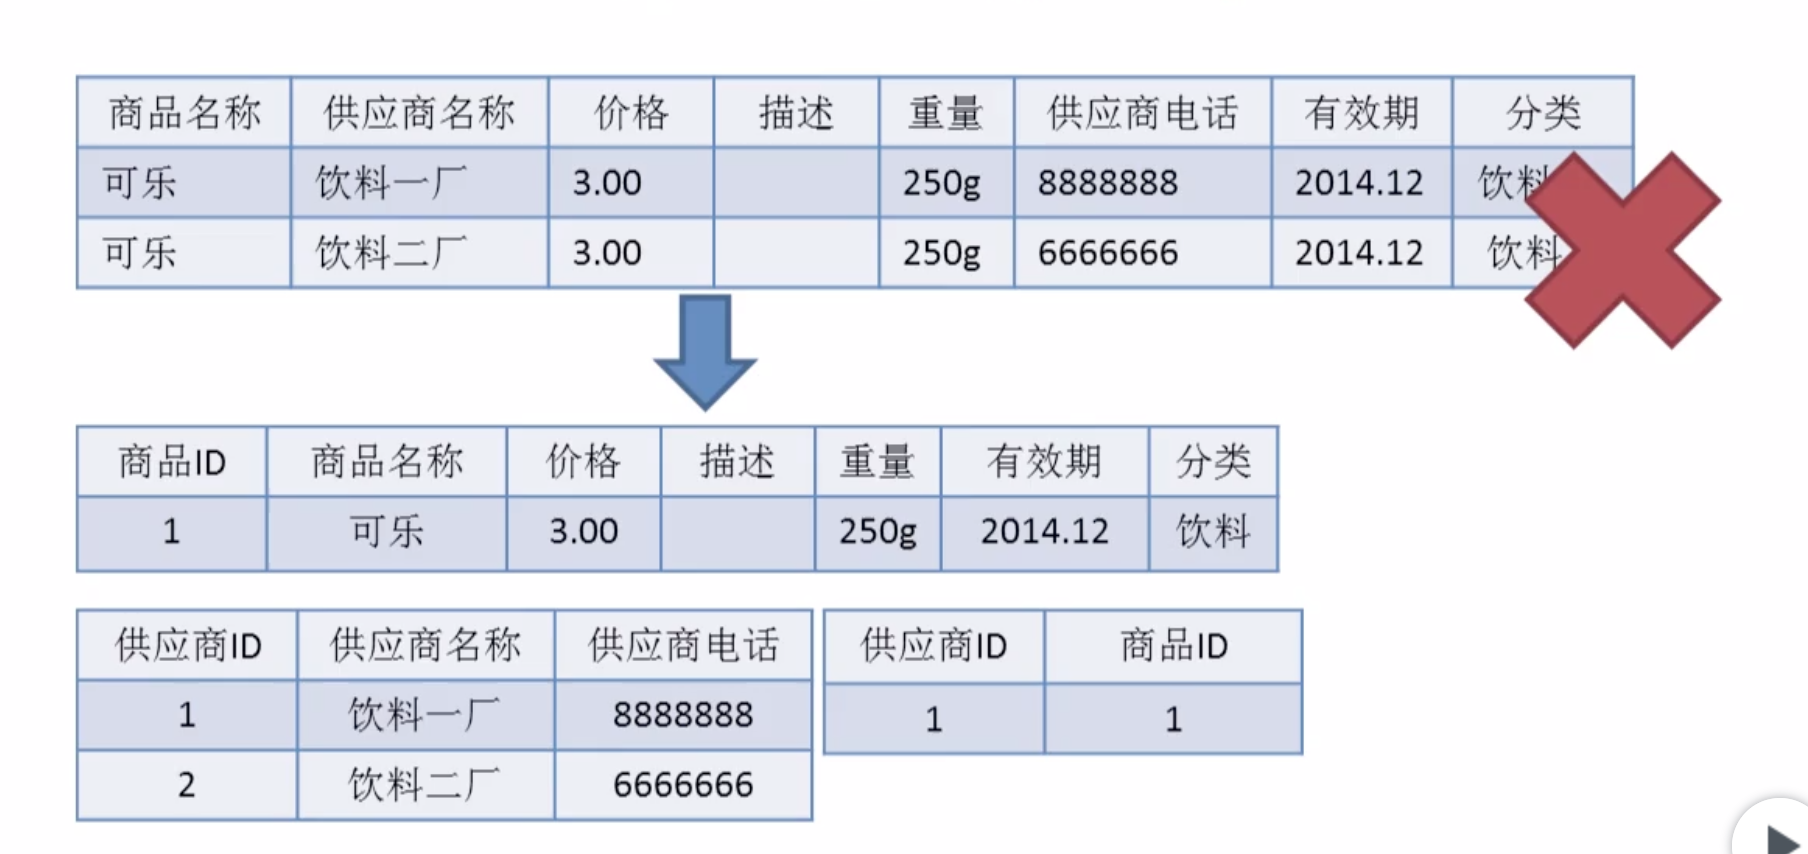 商品名称 供应商名称 价格 描述 重量 供应商电话 有效期 分类
可乐 饮料一厂 3.00 250g 8888888 2014.12 饮料
可乐 饮料二厂 3.00 250g 6666666 2014.12 饮料
商品ID 商品名称 价格 描述 重量 有效期 分类
1 可乐 3.00 250g 2014.12 饮料
供应商ID 供应商名称 供应商电话
1 饮料一厂 8888888
2 饮料二厂 6666666
供应商ID 商品ID
1 1